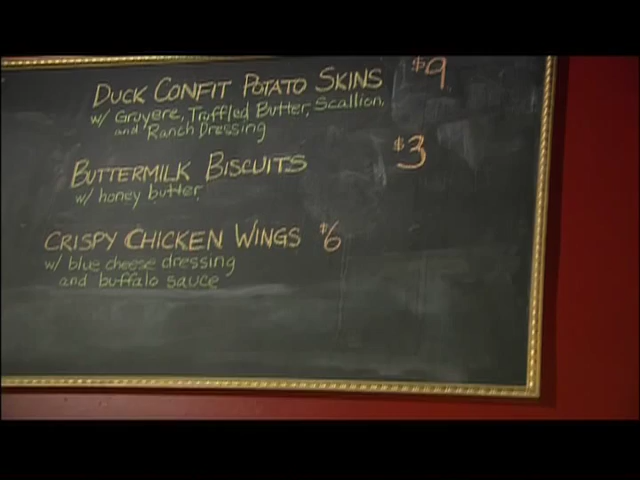 DUCK CONFIT POTATO SKINS $9
w/ Gruyere, Truffled Butter, Scallion,
and Ranch Dressing
BUTTERMILK BISCUITS $3
w/ honey butter
CRISPY CHICKEN WINGS $6
w/ blue cheese dressing
and buffalo sauce